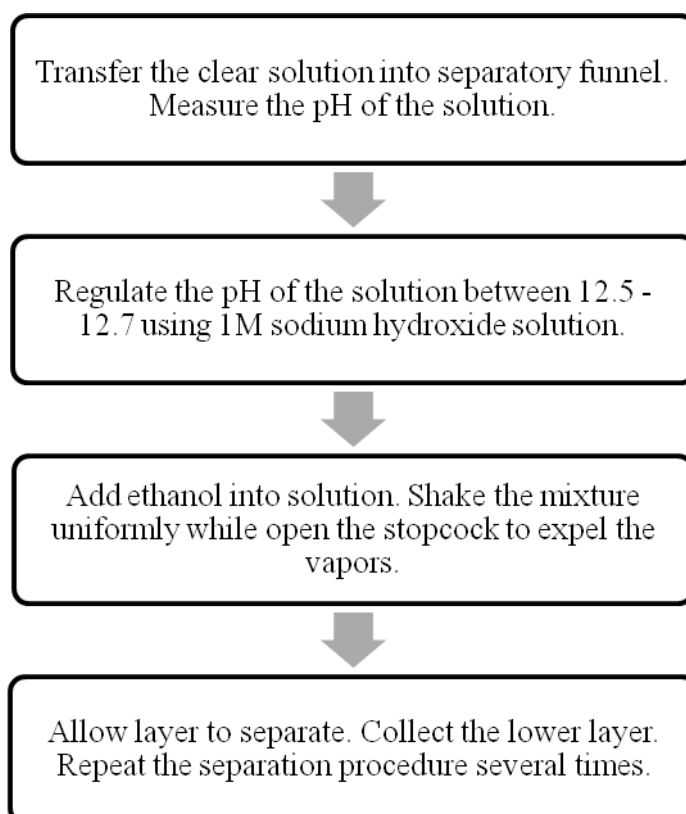 Transfer the clear solution into separatory funnel.
Measure the pH of the solution.
Regulate the pH of the solution between 12.5 -
12.7 using 1M sodium hydroxide solution.
Add ethanol into solution. Shake the mixture
uniformly while open the stopcock to expel the
vapors.
Allow layer to separate. Collect the lower layer.
Repeat the separation procedure several times.